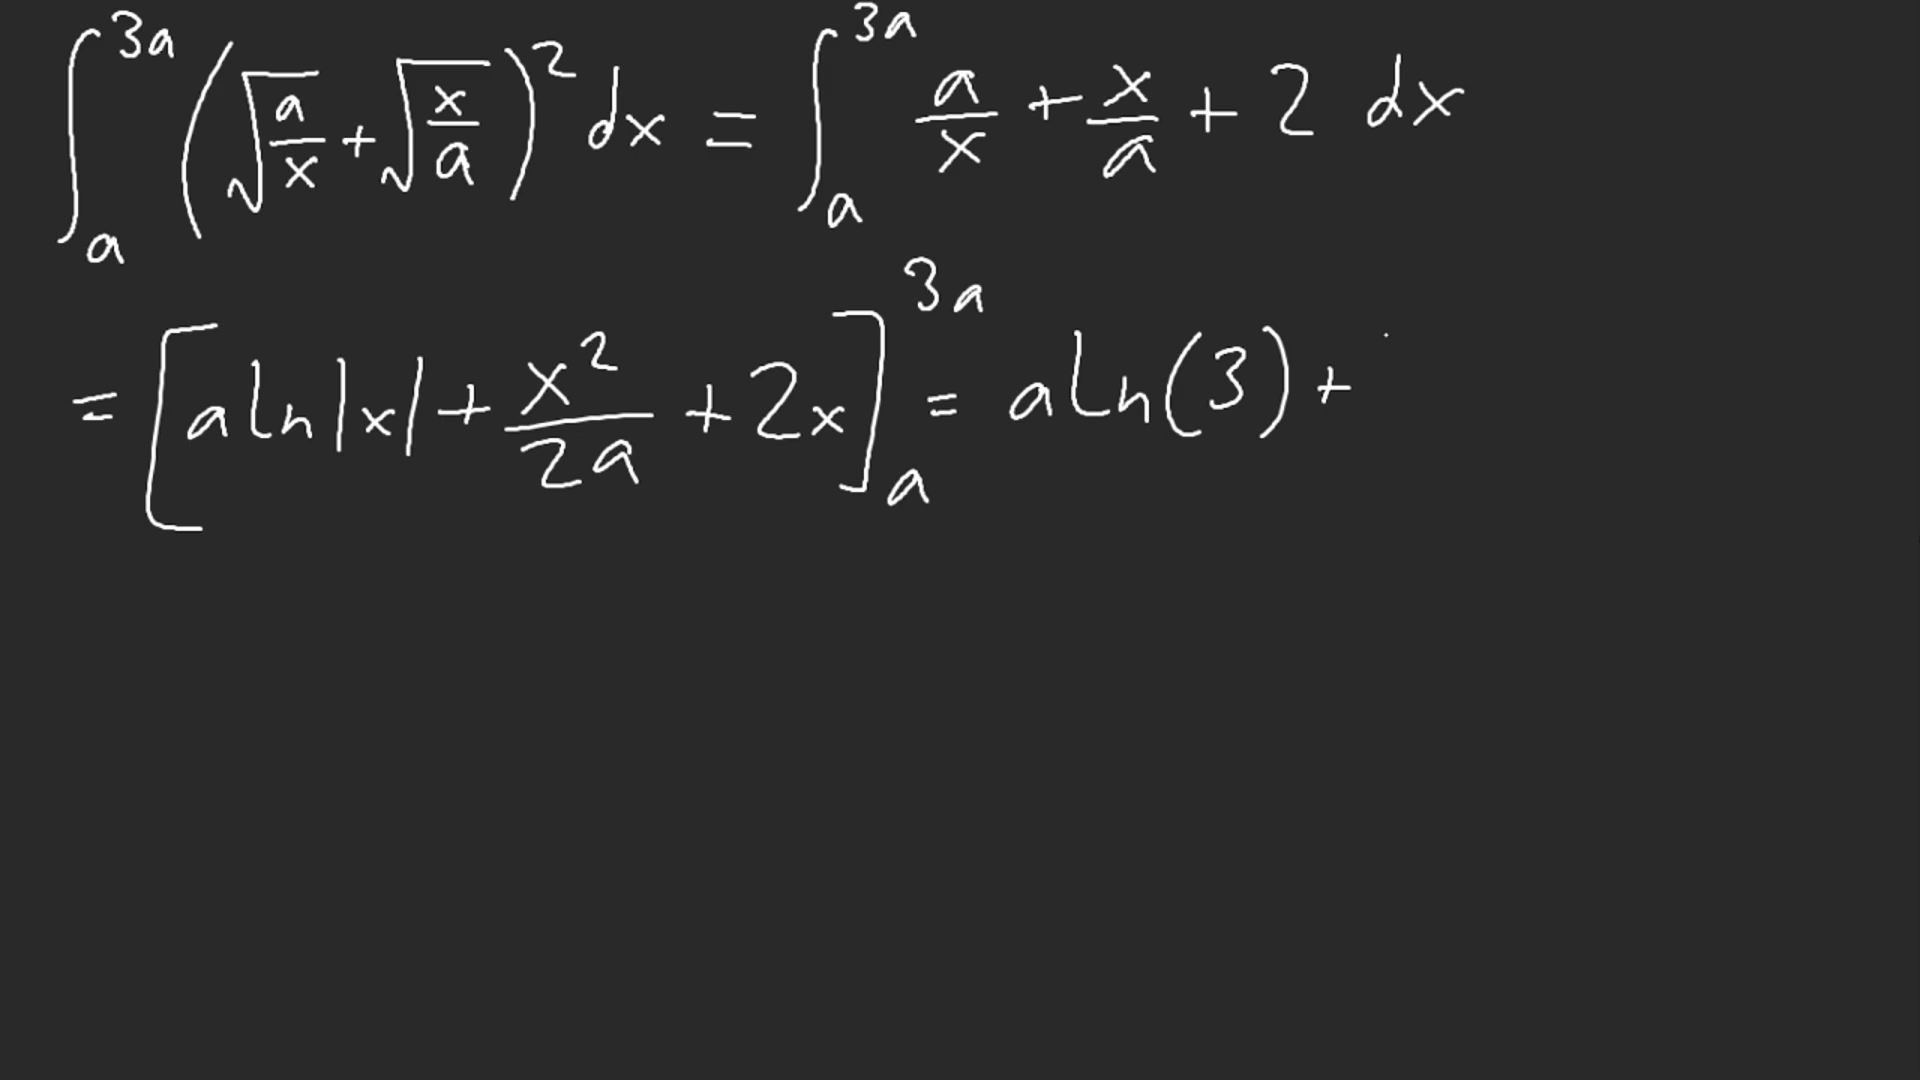 ∫_a^{3a} (√(a/x) + √(x/a))² dx = ∫_a^{3a} a/x + x/a + 2 dx
= [a ln|x| + x²/2a + 2x]_a^{3a} = a ln(3) +